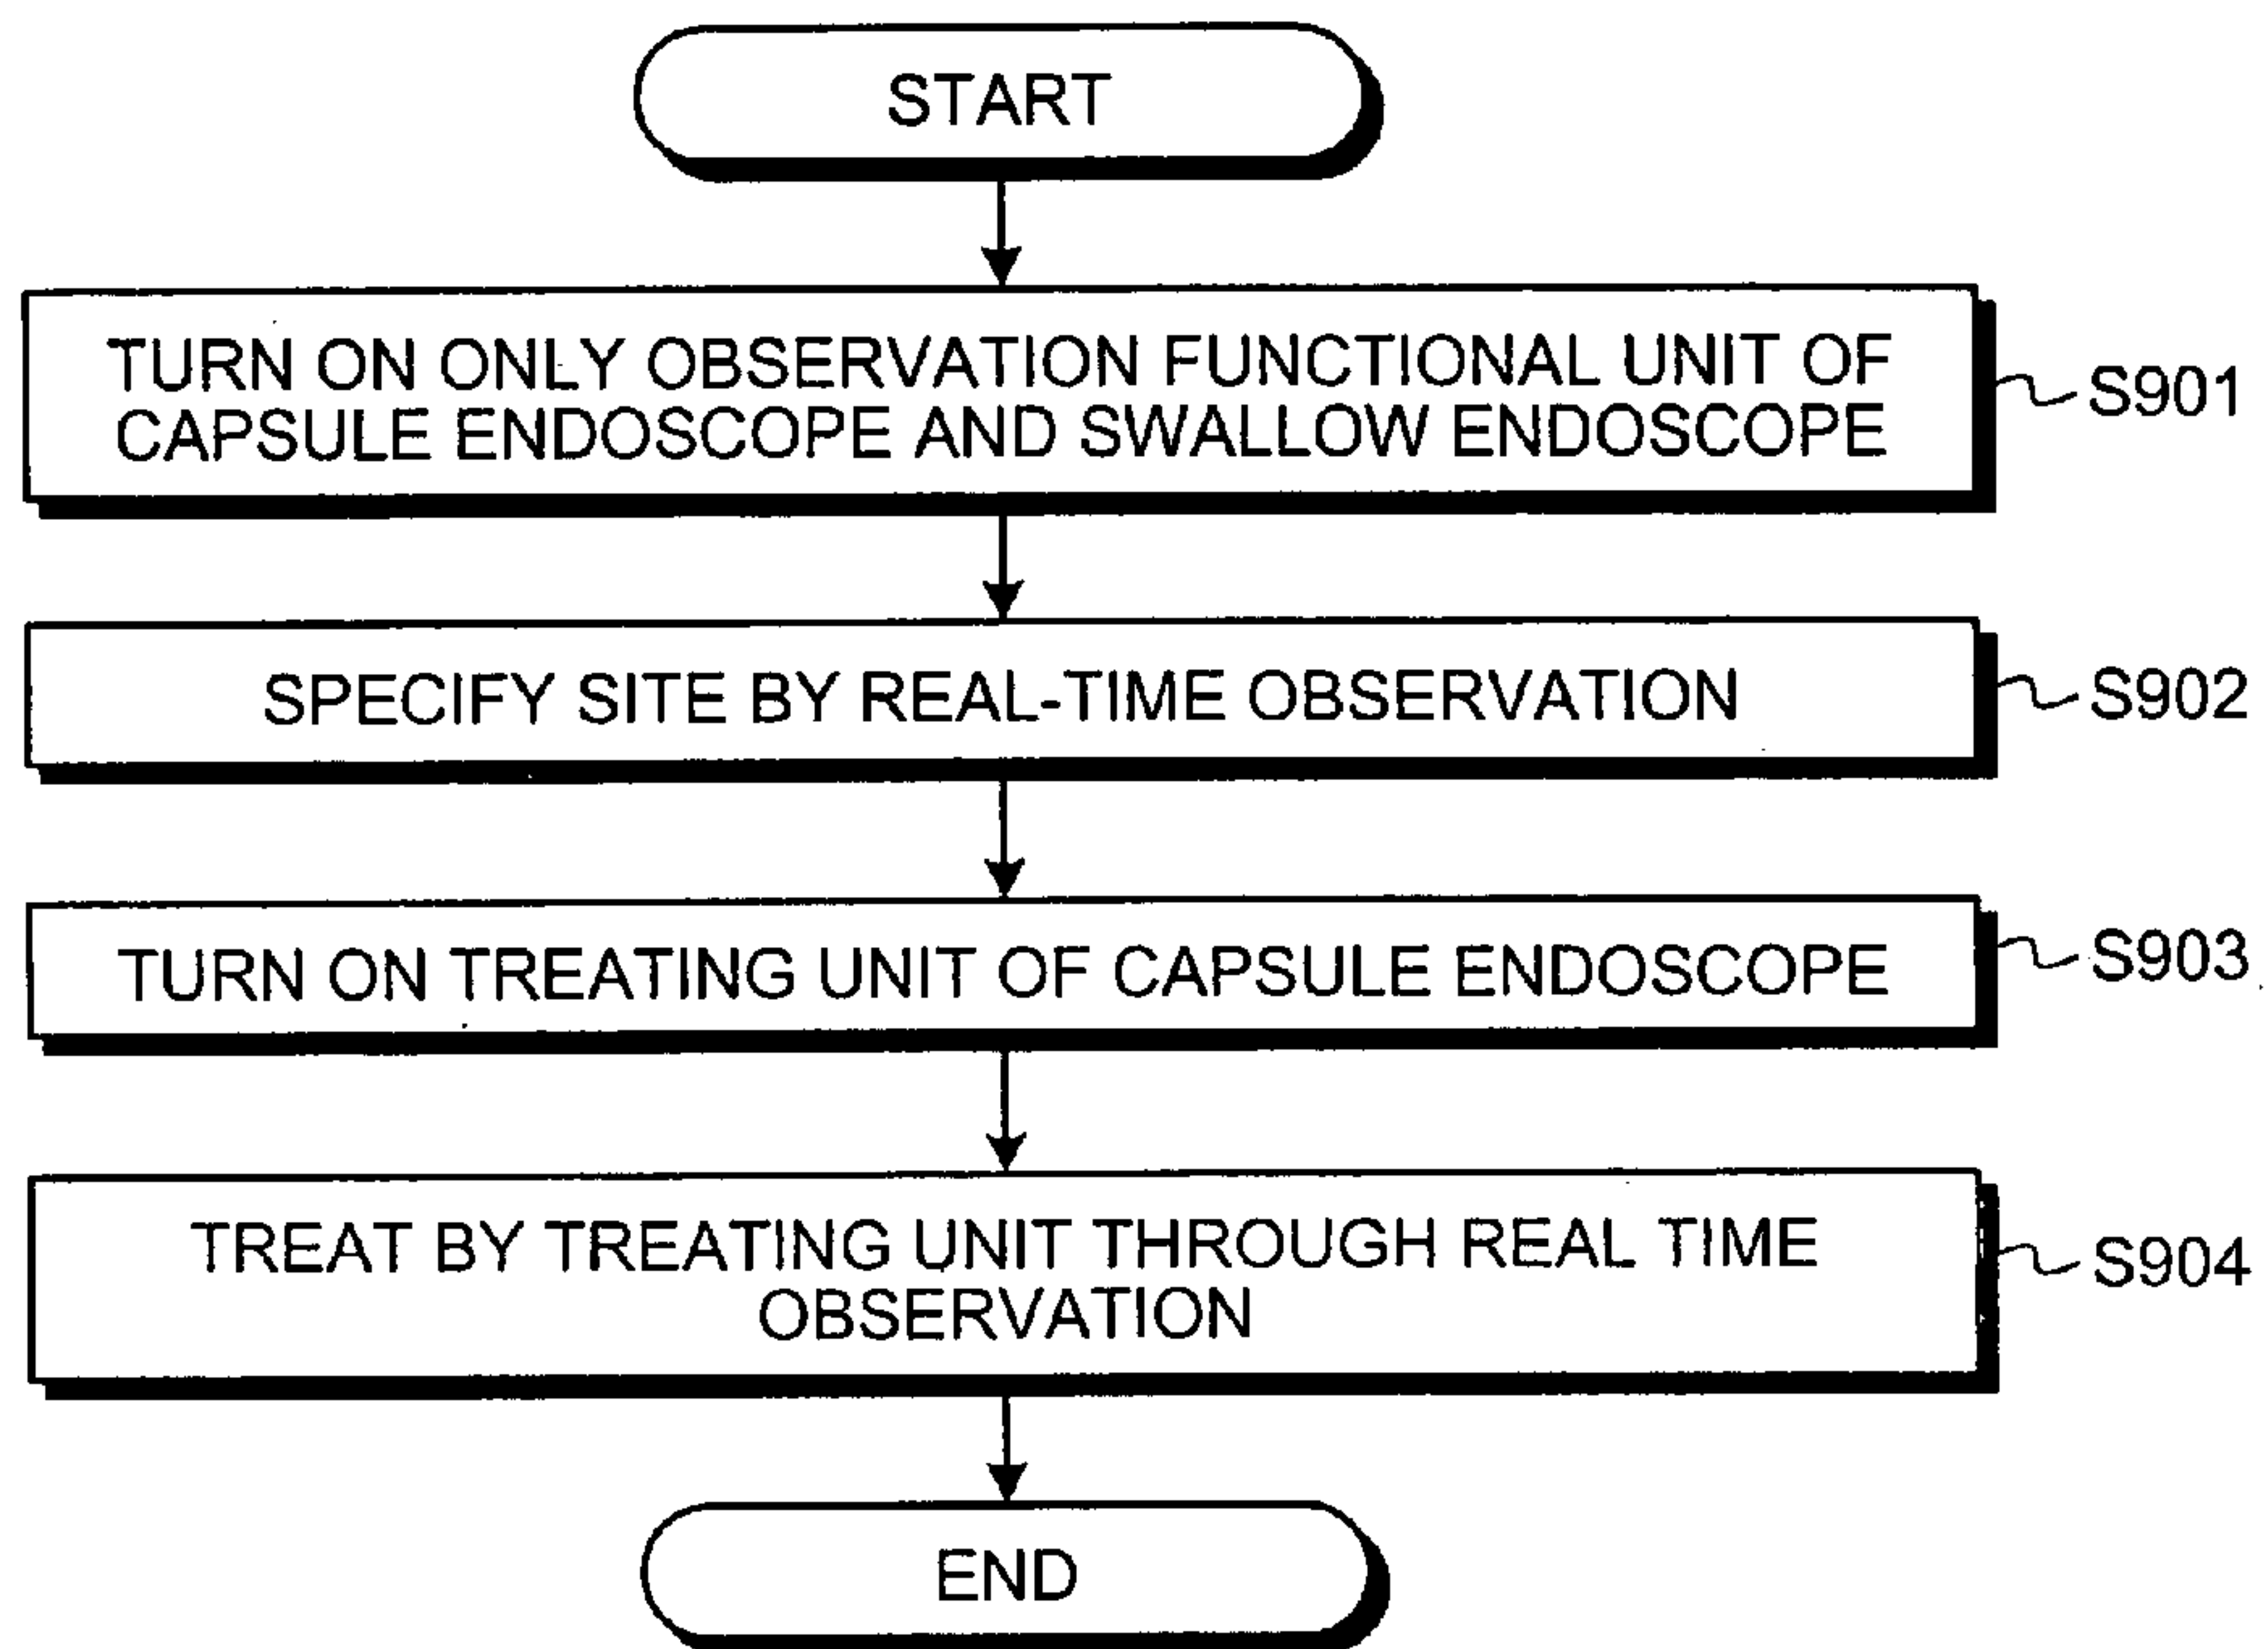 START
TURN ON ONLY OBSERVATION FUNCTIONAL UNIT OF
CAPSULE ENDOSCOPE AND SWALLOW ENDOSCOPE
S901
SPECIFY SITE BY REAL-TIME OBSERVATION
S902
TURN ON TREATING UNIT OF CAPSULE ENDOSCOPE
S903
TREAT BY TREATING UNIT THROUGH REAL TIME
OBSERVATION
S904
END